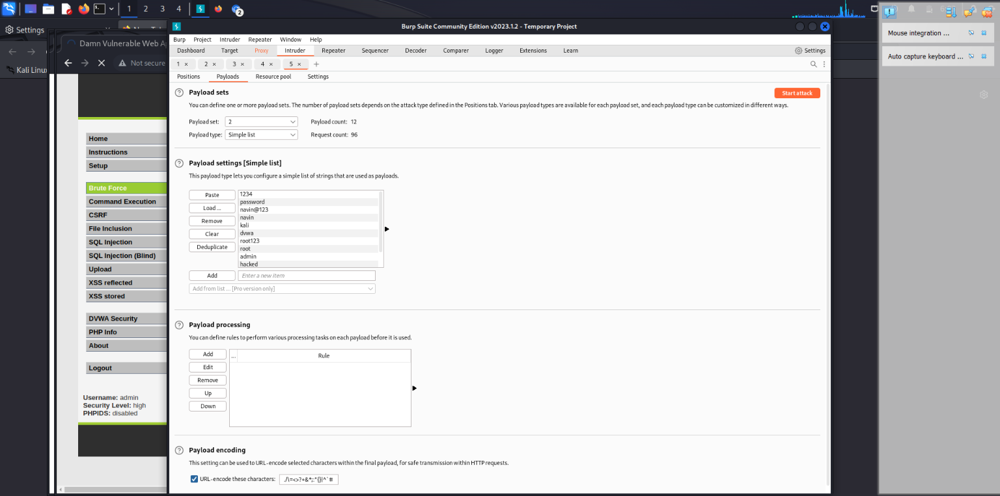 1 2 3 4
2
Settings
Damn Vulnerable Web A
Not secure
Kali Linux
Home
Instructions
Setup
Brute Force
Command Execution
CSRF
File Inclusion
SQL Injection
SQL Injection (Blind)
Upload
XSS reflected
XSS stored
DVWA Security
PHP Info
About
Logout
Username: admin
Security Level: high
PHPIDS: disabled
Burp Suite Community Edition v2023.1.2 - Temporary Project
Burp Project Intruder Repeater Window Help
Dashboard Target Proxy Intruder Repeater Sequencer Decoder Comparer Logger Extensions Learn Settings
1 × 2 × 3 × 4 × 5 × +
Positions Payloads Resource pool Settings
? Payload sets
Start attack
You can define one or more payload sets. The number of payload sets depends on the attack type defined in the Positions tab. Various payload types are available for each payload set, and each payload type can be customized in different ways.
Payload set: 2 Payload count: 12
Payload type: Simple list Request count: 96
? Payload settings [Simple list]
This payload type lets you configure a simple list of strings that are used as payloads.
Paste
Load ...
Remove
Clear
Deduplicate
1234
password
navin@123
navin
kali
dvwa
root123
root
admin
hacked
Add Enter a new item
Add from list ... [Pro version only]
? Payload processing
You can define rules to perform various processing tasks on each payload before it is used.
Add
Edit
Remove
Up
Down
... Rule
? Payload encoding
This setting can be used to URL-encode selected characters within the final payload, for safe transmission within HTTP requests.
URL-encode these characters: ./\=<>?+&*;:"{}|^`#
Mouse integration ...
Auto capture keyboard ...